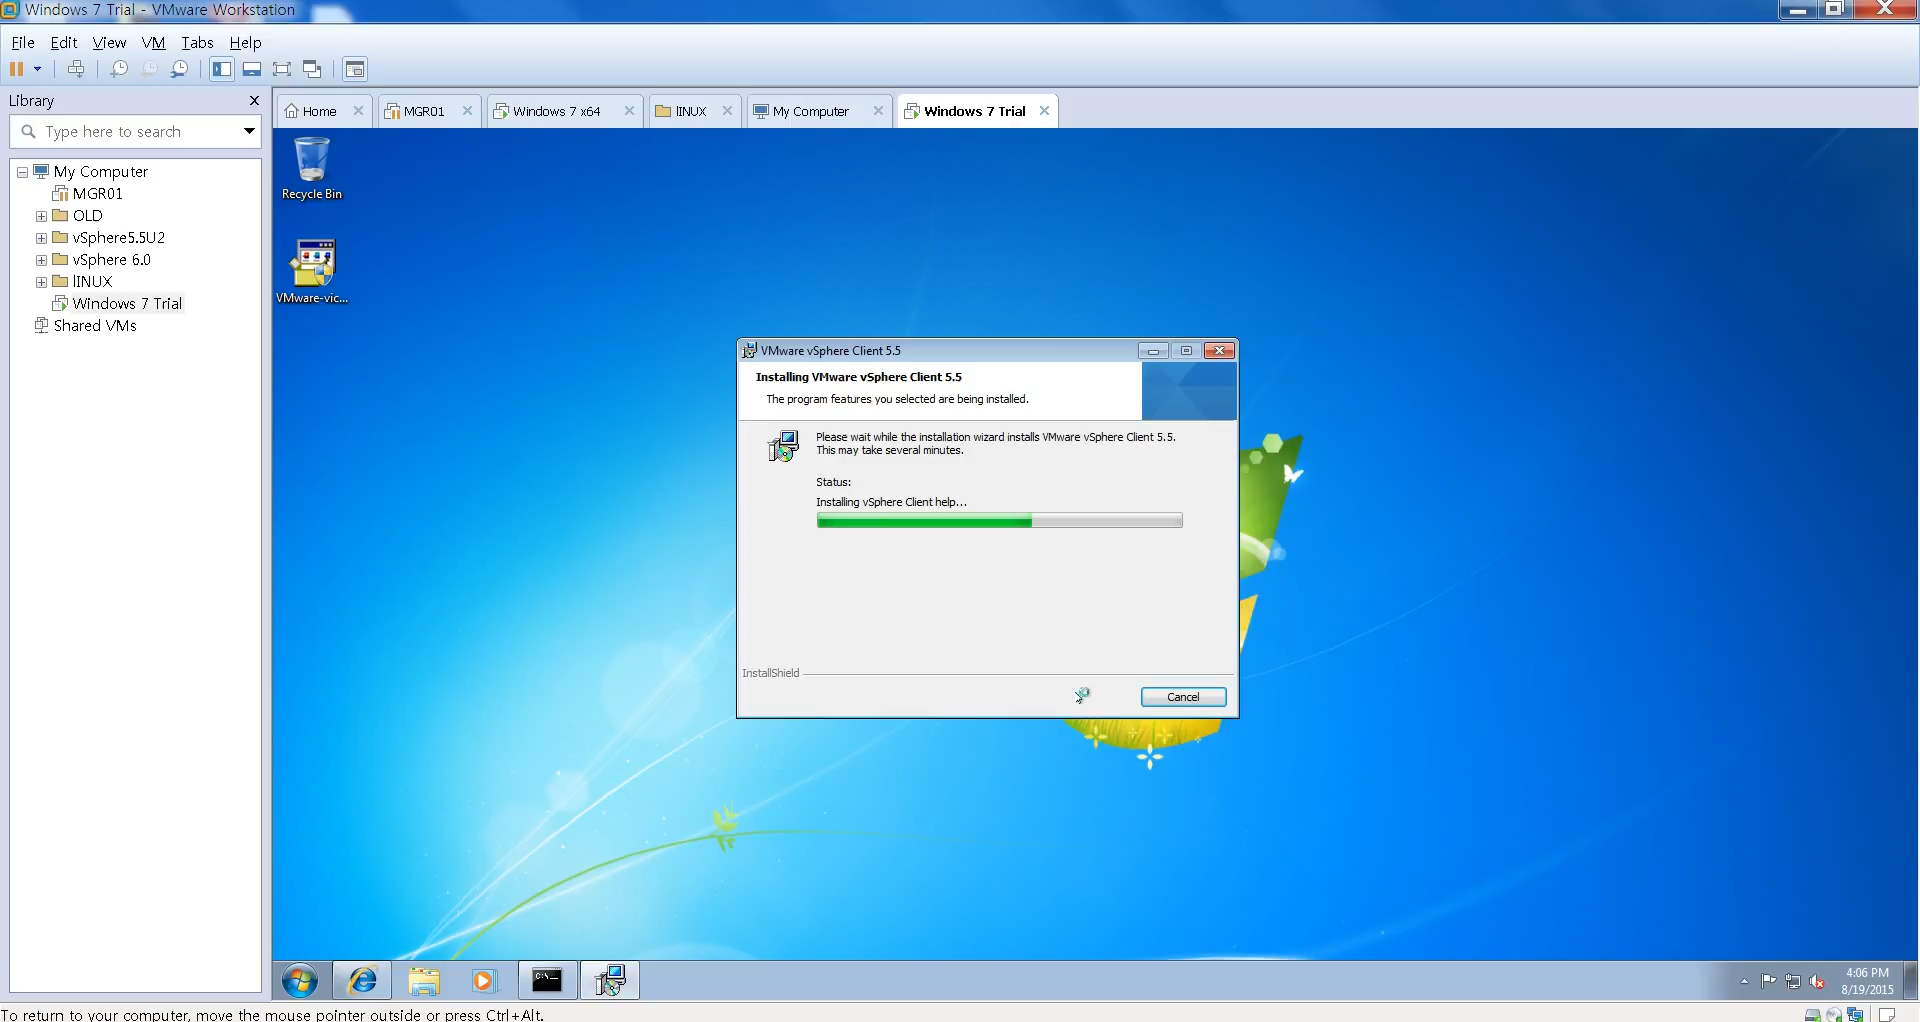 Windows 7 Trial - VMware Workstation
File Edit View VM Tabs Help
Library
Type here to search
My Computer
MGR01
OLD
vSphere5.5U2
vSphere 6.0
lINUX
Windows 7 Trial
Shared VMs
Home MGR01 Windows 7 x64 lINUX My Computer Windows 7 Trial
Recycle Bin
VMware-vic...
VMware vSphere Client 5.5
Installing VMware vSphere Client 5.5
The program features you selected are being installed.
Please wait while the installation wizard installs VMware vSphere Client 5.5.
This may take several minutes.
Status:
Installing vSphere Client help...
InstallShield
Cancel
C:\
4:06 PM
8/19/2015
To return to your computer, move the mouse pointer outside or press Ctrl+Alt.